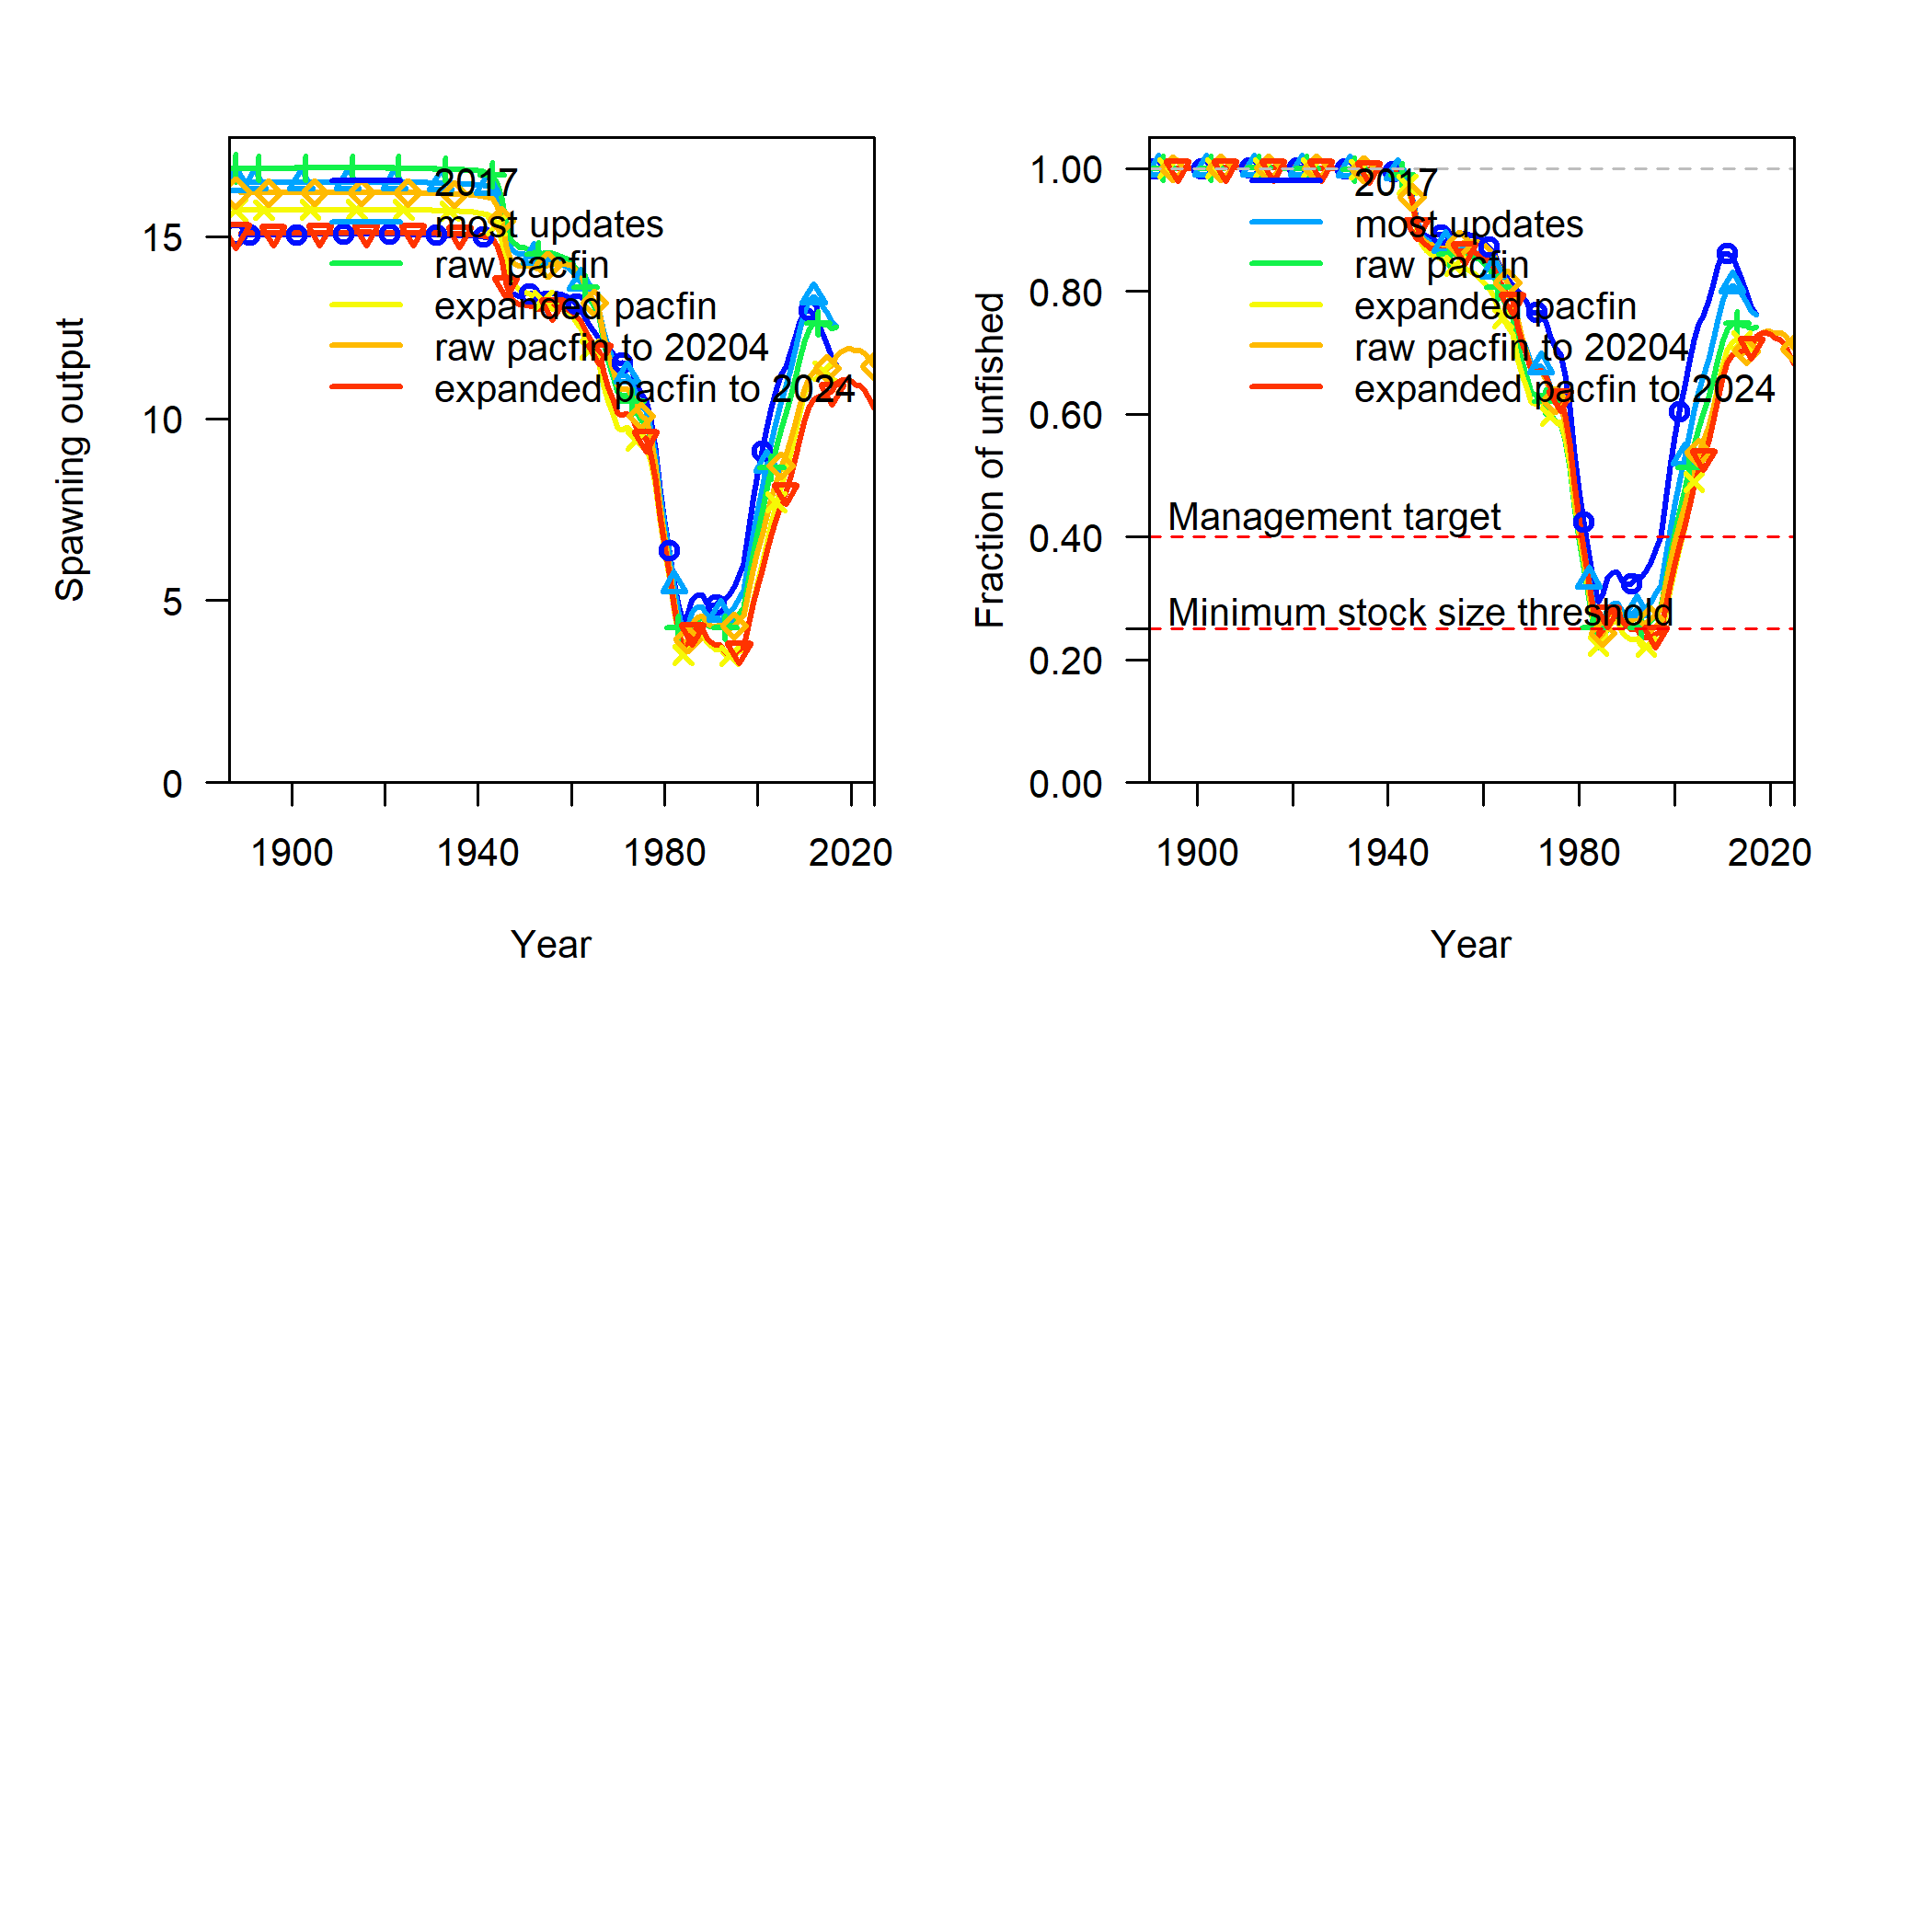 Spawning output
15
10
5
0
1900
1940
1980
2020
Year
2017
most updates
raw pacfin
expanded pacfin
raw pacfin to 20204
expanded pacfin to 2024
Fraction of unfished
1.00
0.80
0.60
0.40
0.20
0.00
1900
1940
1980
2020
Year
2017
most updates
raw pacfin
expanded pacfin
raw pacfin to 20204
expanded pacfin to 2024
Management target
Minimum stock size threshold